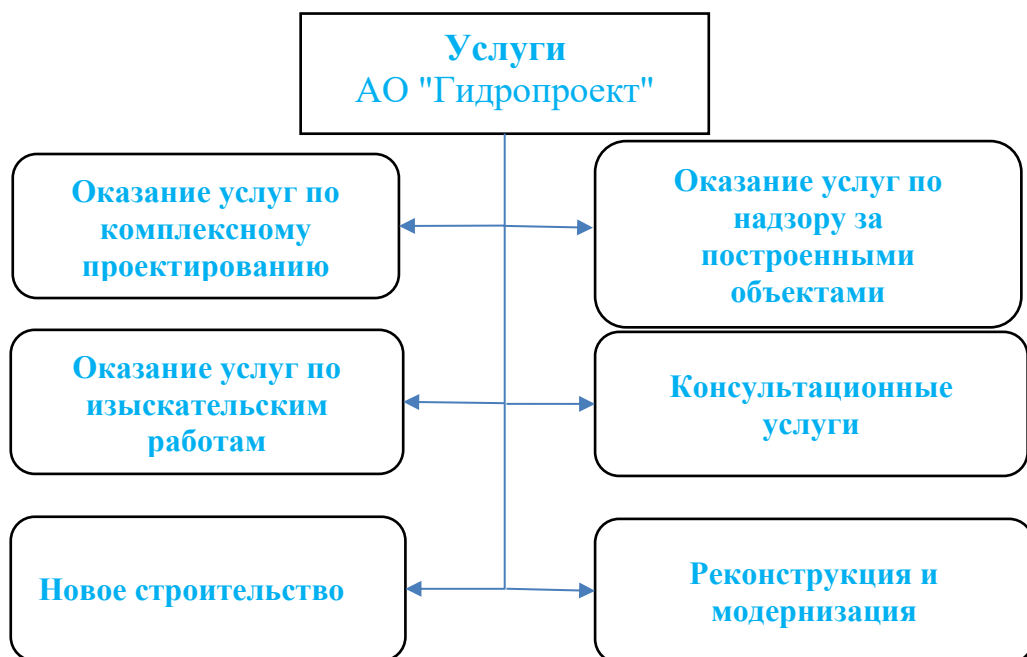 Услуги
АО "Гидропроект"
Оказание услуг по
комплексному
проектированию
Оказание услуг по
надзору за
построенными
объектами
Оказание услуг по
изыскательским
работам
Консультационные
услуги
Новое строительство
Реконструкция и
модернизация